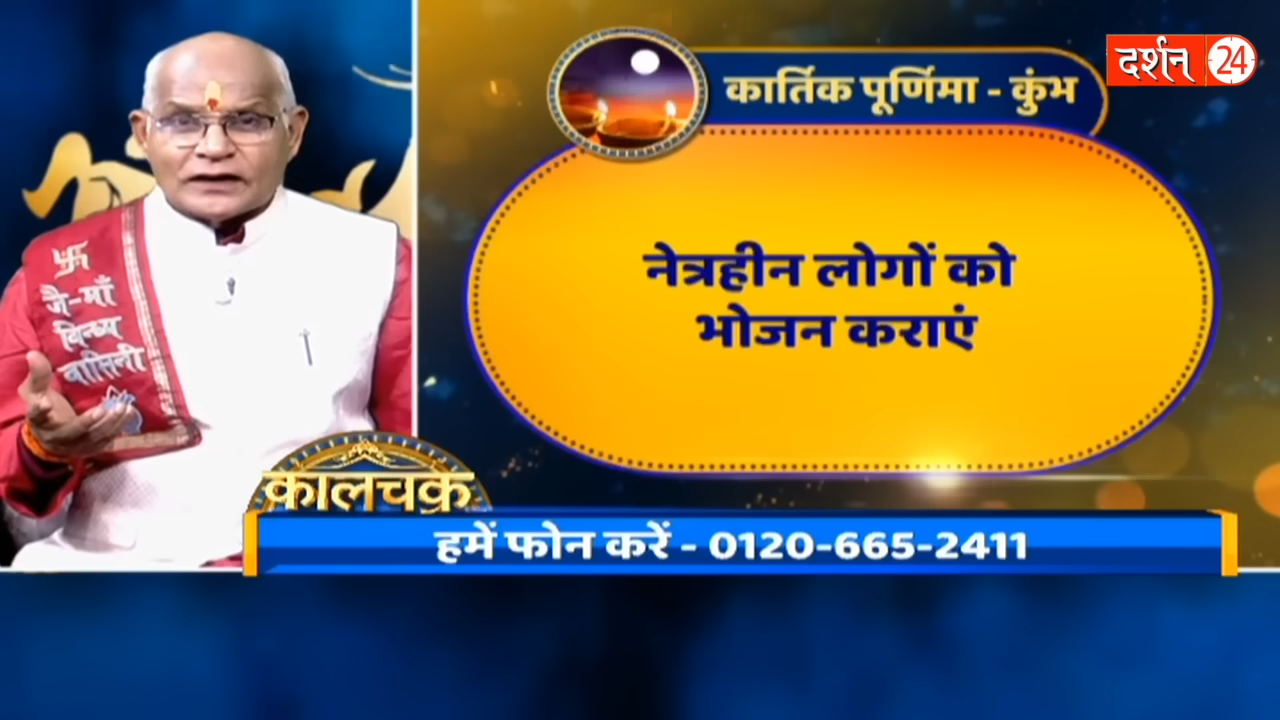 दर्शन 24
कार्तिक पूर्णिमा - कुंभ
नेत्रहीन लोगों को
भोजन कराएं
जै-माँ
विन्ध्य
वासिनी
कालचक्र
हमें फोन करें - 0120-665-2411